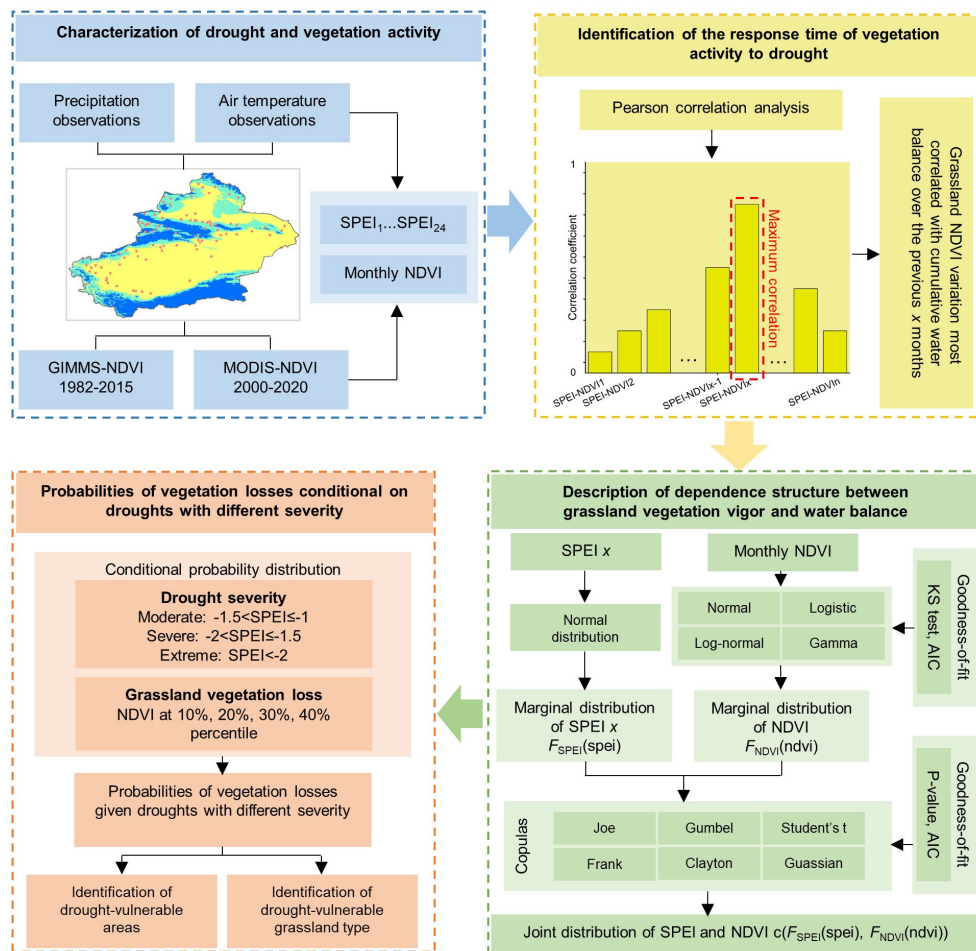 Characterization of drought and vegetation activity
Precipitation
observations
Air temperature
observations
SPEI₁...SPEI₂₄
Monthly NDVI
GIMMS-NDVI
1982-2015
MODIS-NDVI
2000-2020
Identification of the response time of vegetation
activity to drought
Pearson correlation analysis
1
Correlation coefficient
0
Maximum correlation
...
...
SPEI-NDVI1
SPEI-NDVI2
SPEI-NDVIx-1
SPEI-NDVIx
SPEI-NDVIn
Grassland NDVI variation most
correlated with cumulative water
balance over the previous x months
Probabilities of vegetation losses conditional on
droughts with different severity
Conditional probability distribution
Drought severity
Moderate: -1.5<SPEI≤-1
Severe: -2<SPEI≤-1.5
Extreme: SPEI<-2
Grassland vegetation loss
NDVI at 10%, 20%, 30%, 40%
percentile
Probabilities of vegetation losses
given droughts with different severity
Identification of
drought-vulnerable
areas
Identification of
drought-vulnerable
grassland type
Description of dependence structure between
grassland vegetation vigor and water balance
SPEI x
Monthly NDVI
Normal
distribution
Normal
Logistic
Log-normal
Gamma
Goodness-of-fit
KS test, AIC
Marginal distribution
of SPEI x
F_SPEI(spei)
Marginal distribution
of NDVI
F_NDVI(ndvi)
Copulas
Joe
Gumbel
Student's t
Frank
Clayton
Guassian
Goodness-of-fit
P-value, AIC
Joint distribution of SPEI and NDVI c(F_SPEI(spei), F_NDVI(ndvi))